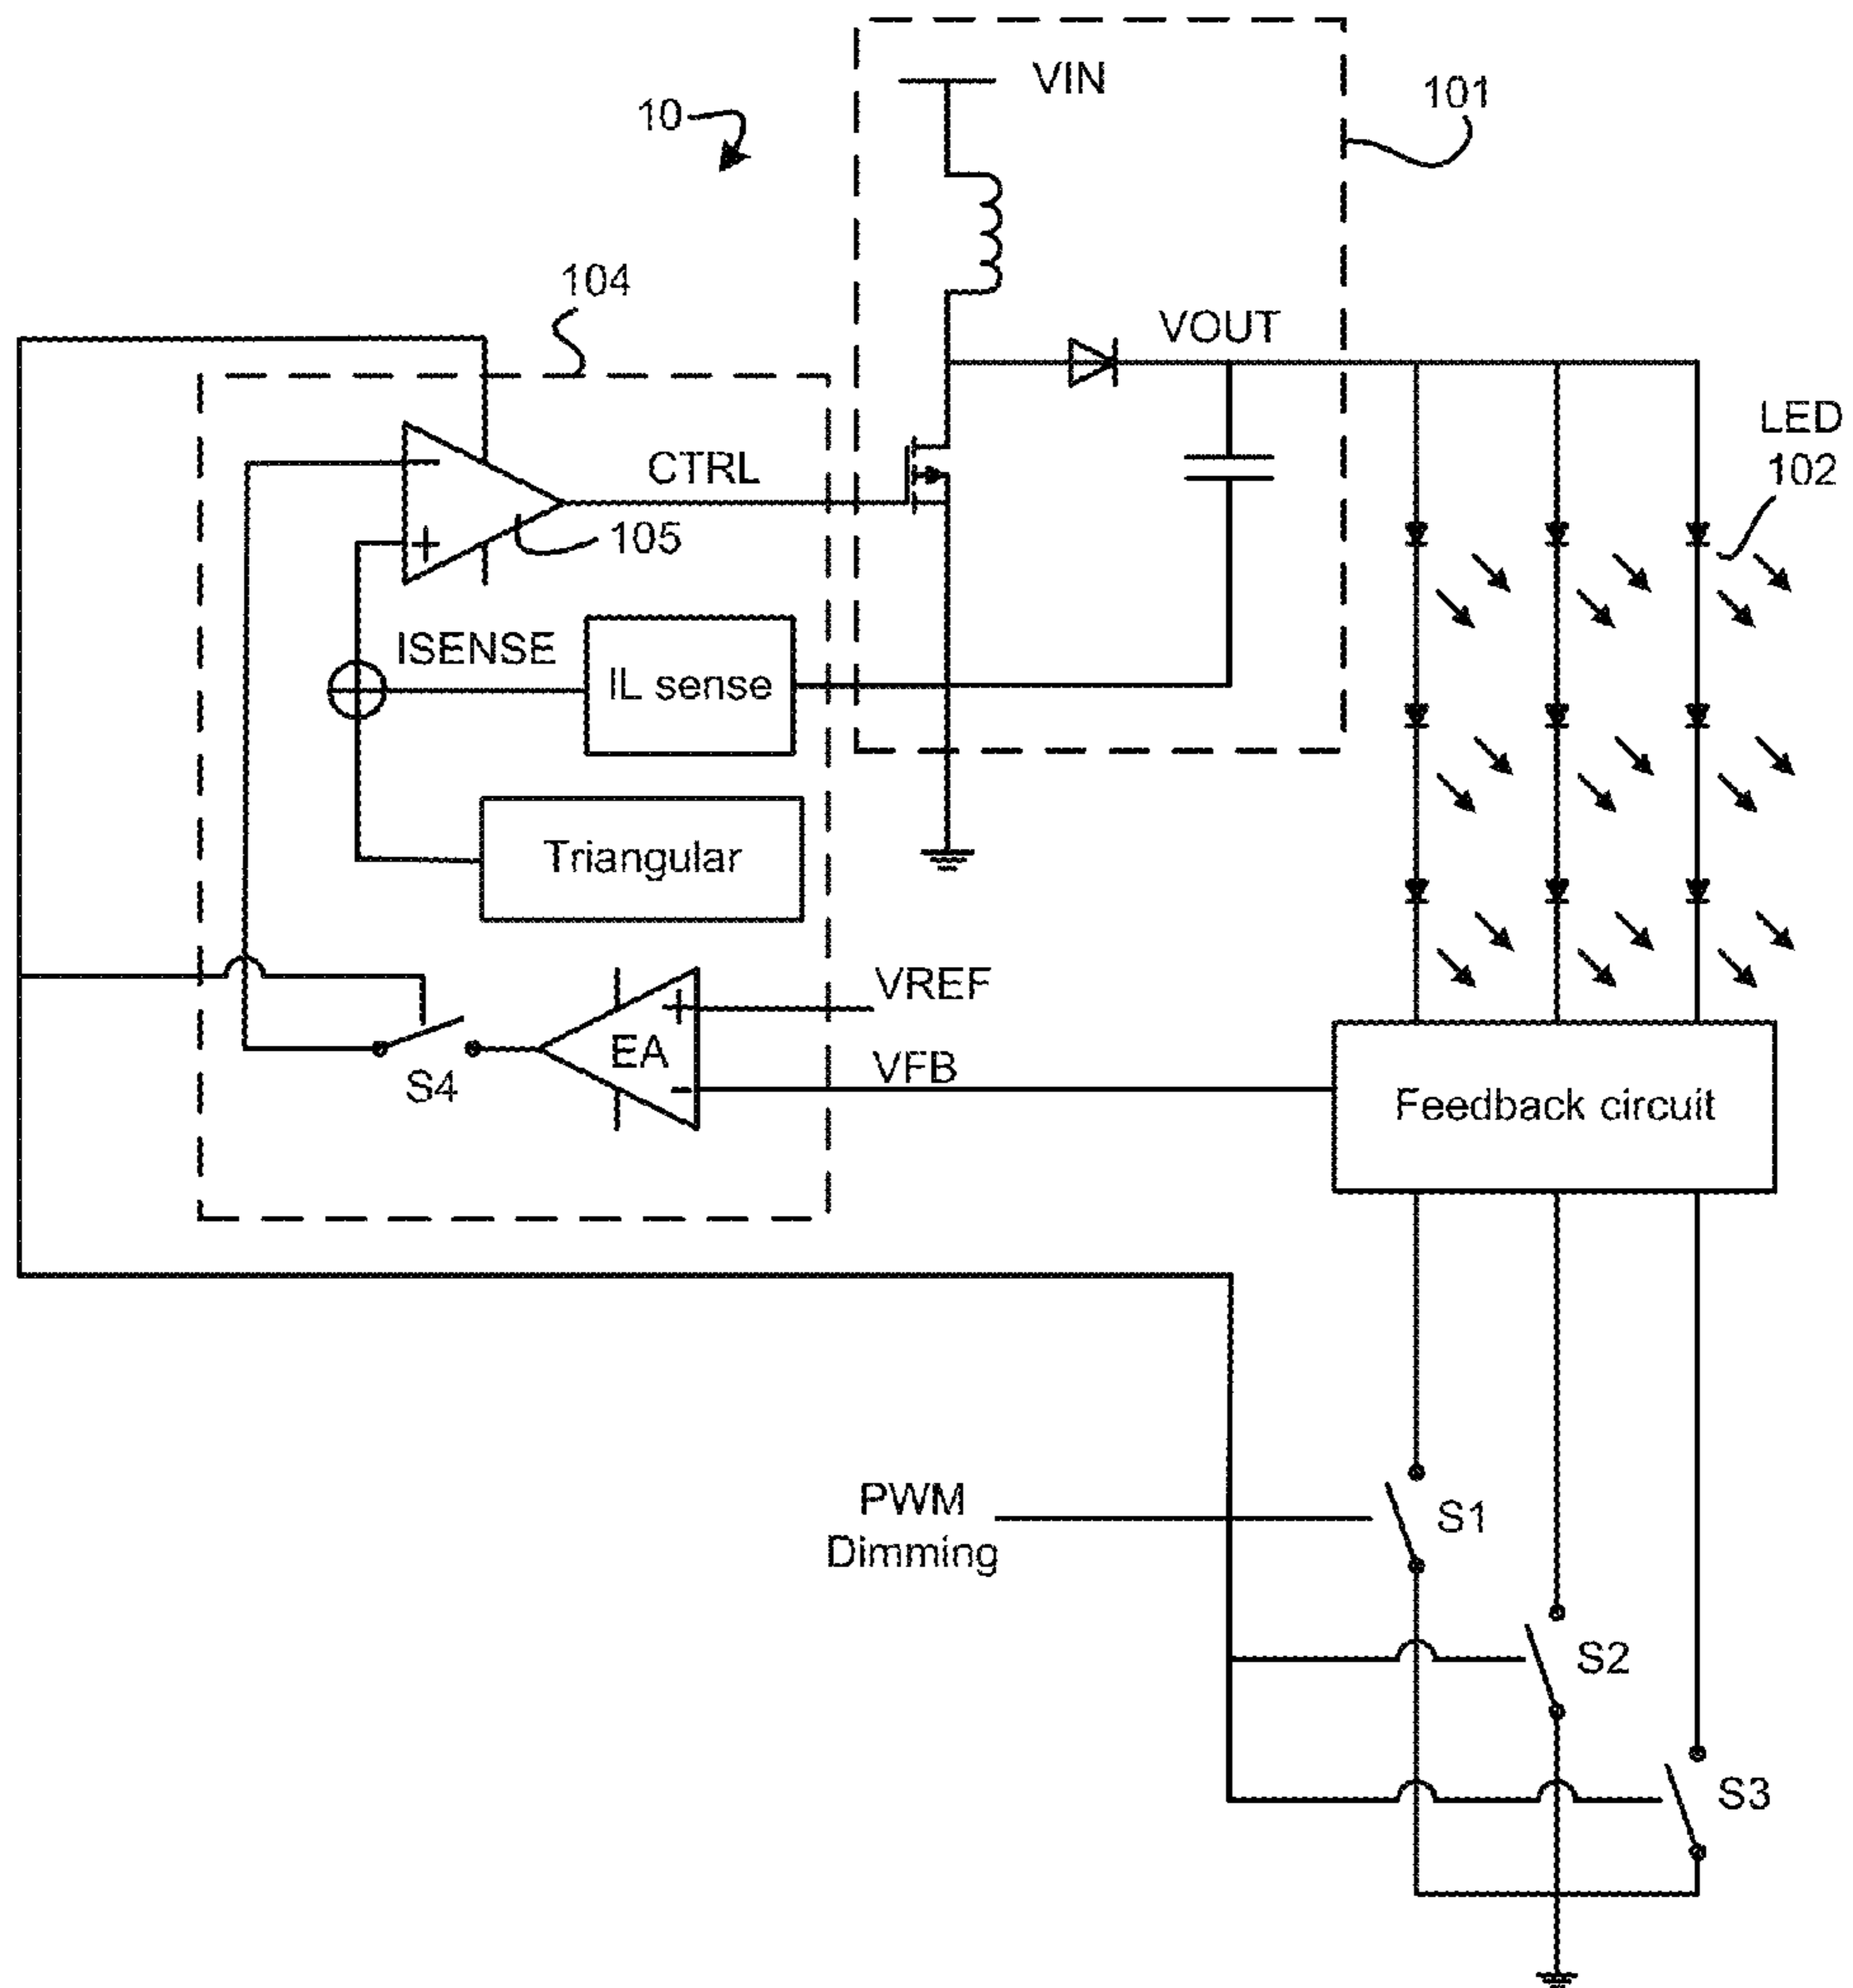 VIN
10
101
104
VOUT
LED
102
CTRL
105
ISENSE
IL sense
Triangular
VREF
EA
VFB
S4
Feedback circuit
PWM
Dimming
S1
S2
S3